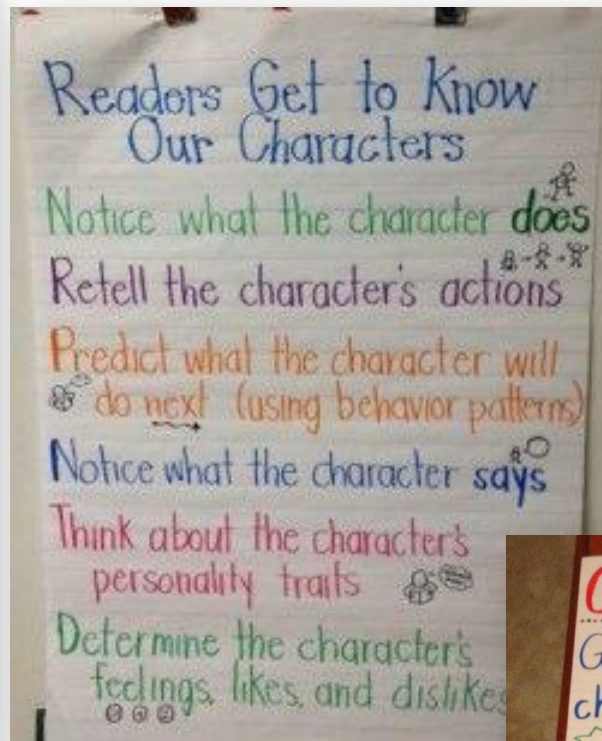 Readers Get to Know
Our Characters
Notice what the character does
Retell the character's actions
Predict what the character will
do next (using behavior patterns)
Notice what the character says
Think about the character's
personality traits
Determine the character's
feelings, likes, and dislikes